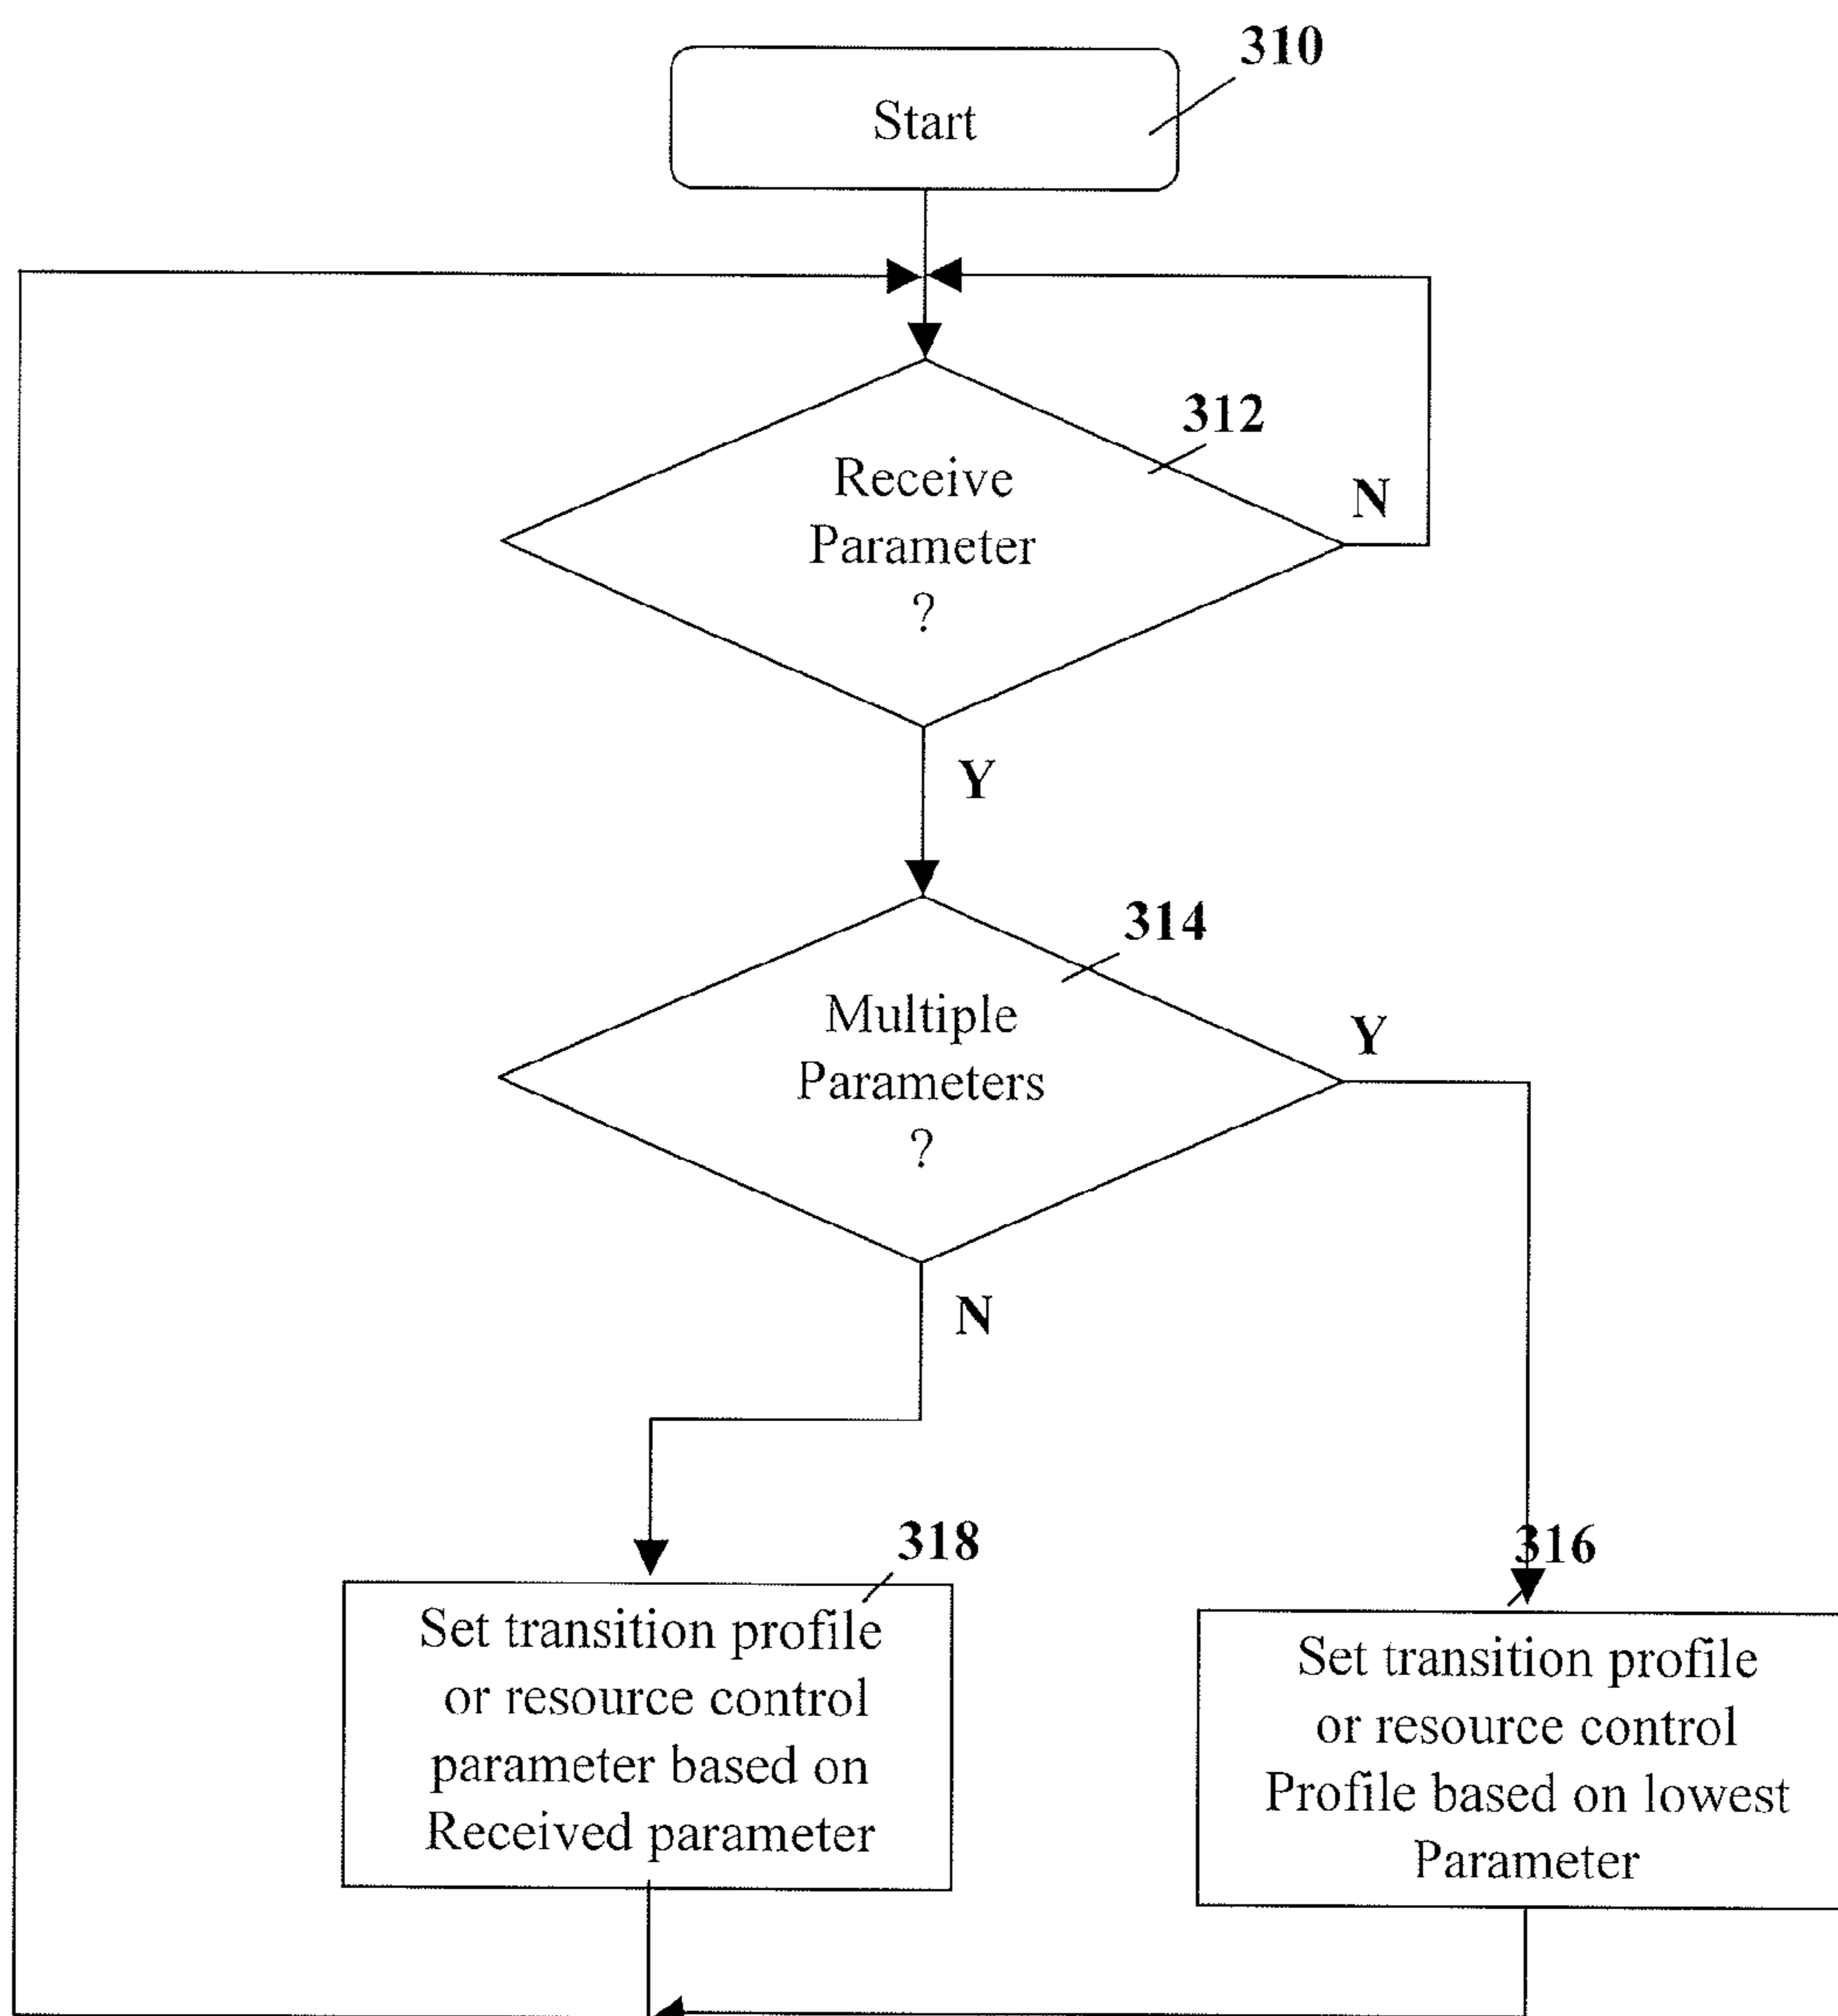 310
Start
312
Receive
Parameter
?
N
Y
314
Multiple
Parameters
?
Y
N
318
Set transition profile
or resource control
parameter based on
Received parameter
316
Set transition profile
or resource control
Profile based on lowest
Parameter